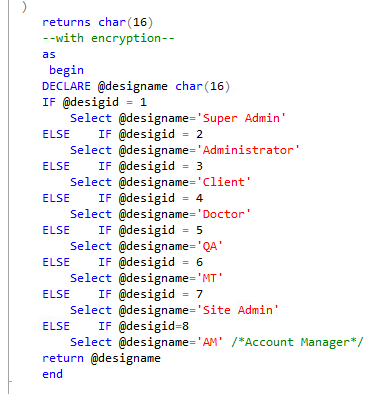 )
returns char(16)
--with encryption--
as
begin
DECLARE @designame char(16)
IF @desigid = 1
Select @designame='Super Admin'
ELSE IF @desigid = 2
Select @designame='Administrator'
ELSE IF @desigid = 3
Select @designame='Client'
ELSE IF @desigid = 4
Select @designame='Doctor'
ELSE IF @desigid = 5
Select @designame='QA'
ELSE IF @desigid = 6
Select @designame='MT'
ELSE IF @desigid = 7
Select @designame='Site Admin'
ELSE IF @desigid=8
Select @designame='AM' /*Account Manager*/
return @designame
end